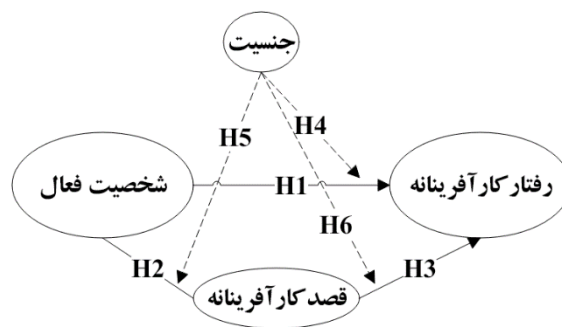 جنسیت
H5
H4
شخصیت فعال
H1
رفتار کارآفرینانه
H6
H2
H3
قصد کارآفرینانه